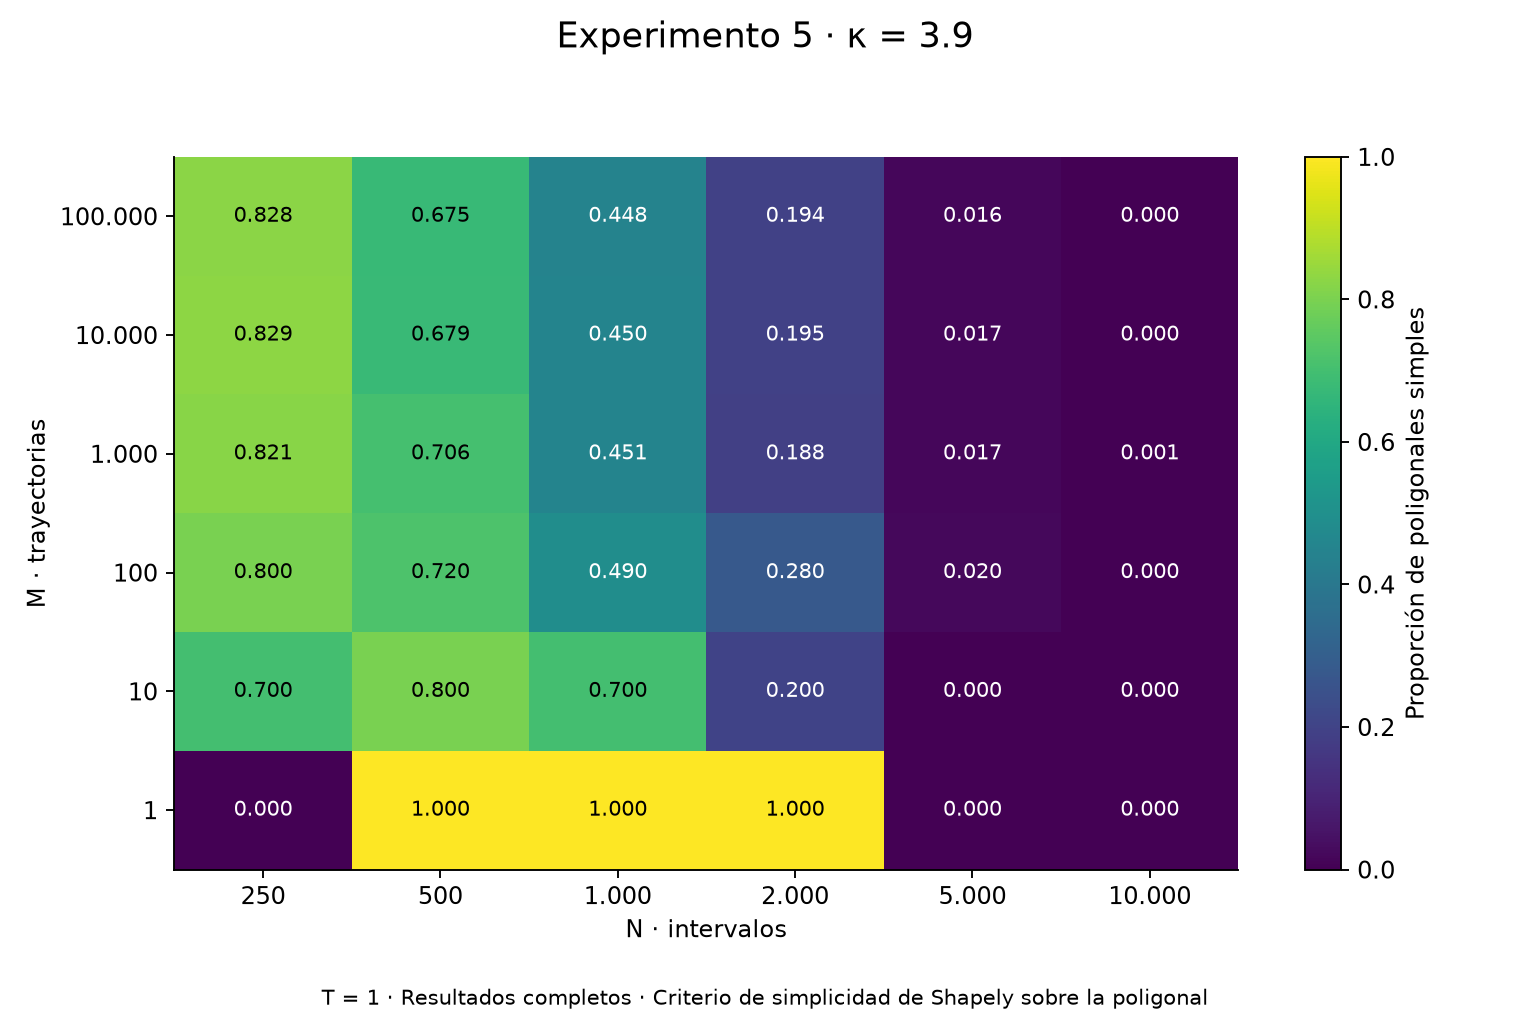 Experimento 5 · κ = 3.9
100.000 0.828 0.675 0.448 0.194 0.016 0.000
10.000 0.829 0.679 0.450 0.195 0.017 0.000
1.000 0.821 0.706 0.451 0.188 0.017 0.001
100 0.800 0.720 0.490 0.280 0.020 0.000
10 0.700 0.800 0.700 0.200 0.000 0.000
1 0.000 1.000 1.000 1.000 0.000 0.000
250 500 1.000 2.000 5.000 10.000
N · intervalos
M · trayectorias
1.0
0.8
0.6
0.4
0.2
0.0
Proporción de poligonales simples
T = 1 · Resultados completos · Criterio de simplicidad de Shapely sobre la poligonal